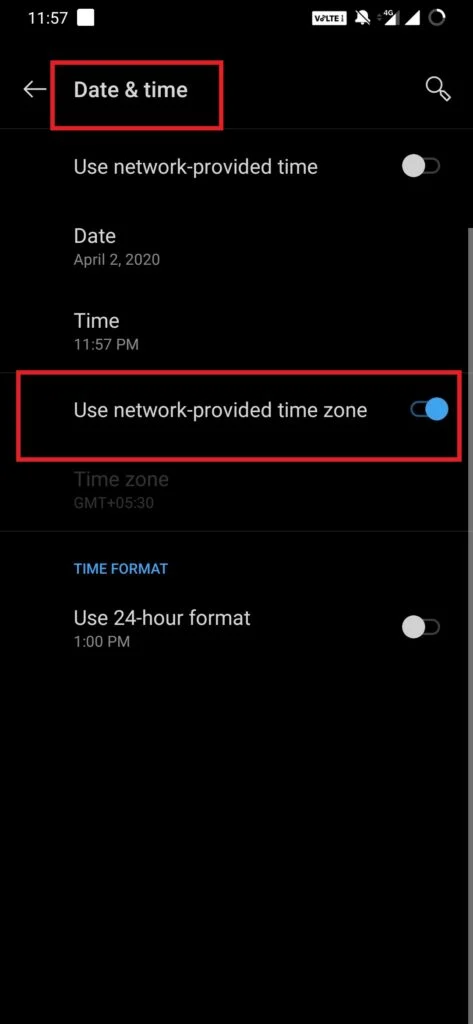 11:57 VoLTE 4G
Date & time
Use network-provided time
Date
April 2, 2020
Time
11:57 PM
Use network-provided time zone
Time zone
GMT+05:30
TIME FORMAT
Use 24-hour format
1:00 PM